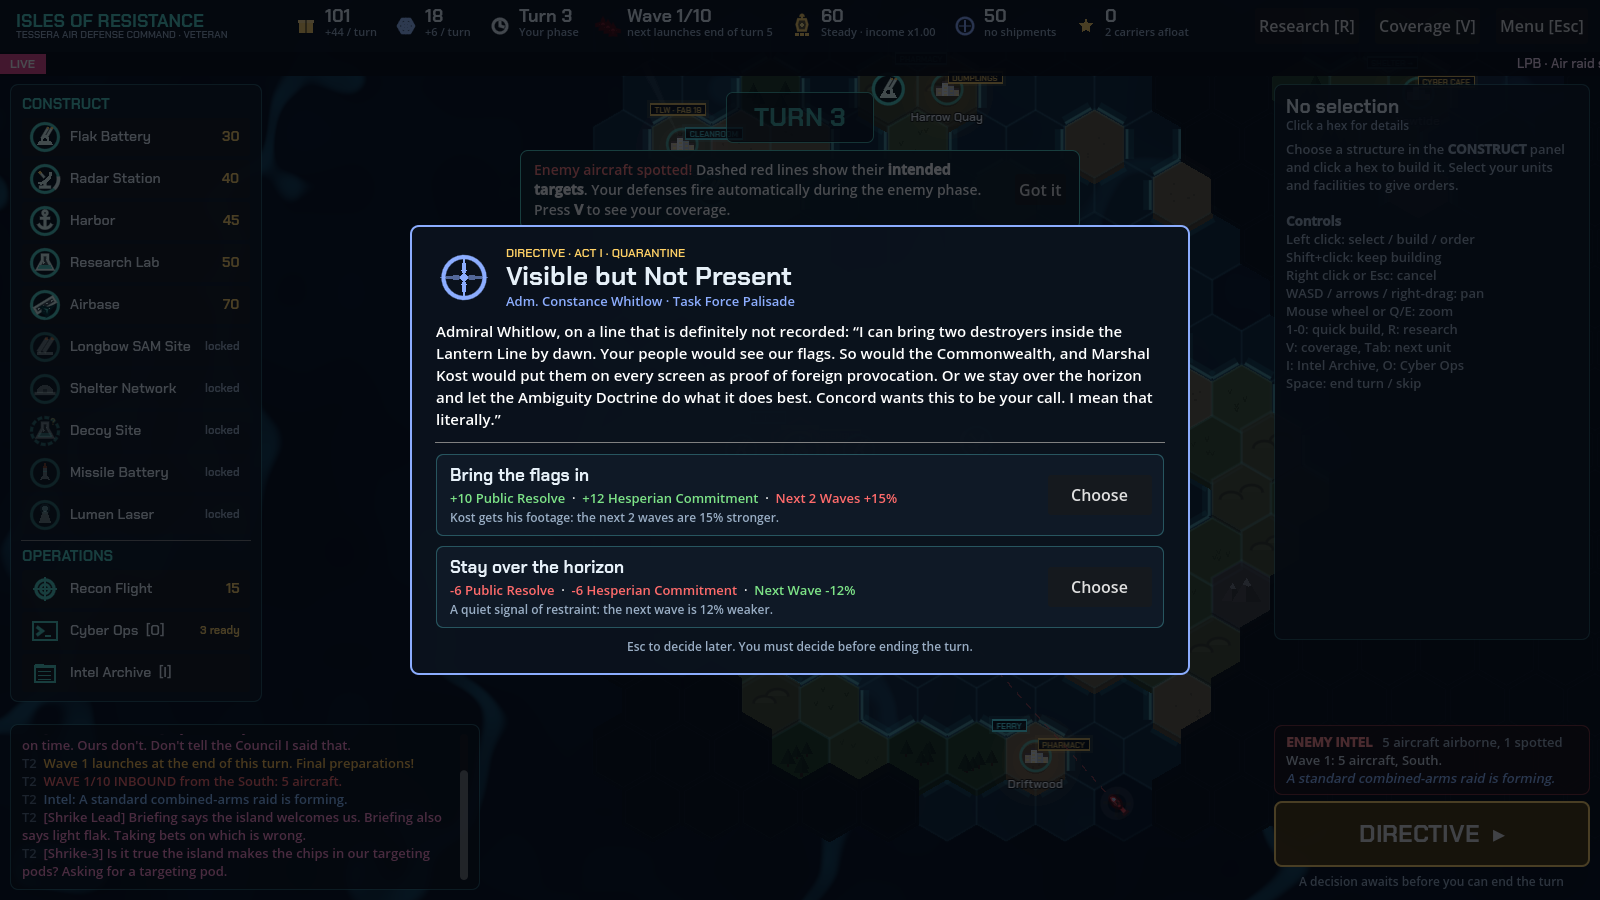 ISLES OF RESISTANCE
TESSERA AIR DEFENSE COMMAND · VETERAN
101
+44 / turn
18
+6 / turn
Turn 3
Your phase
Wave 1/10
next launches end of turn 5
60
Steady · income x1.00
50
no shipments
0
2 carriers afloat
Research [R]
Coverage [V]
Menu [Esc]
LIVE
LPB · Air raid
CONSTRUCT
Flak Battery 30
Radar Station 40
Harbor 45
Research Lab 50
Airbase 70
Longbow SAM Site locked
Shelter Network locked
Decoy Site locked
Missile Battery locked
Lumen Laser locked
OPERATIONS
Recon Flight 15
Cyber Ops [O] 3 ready
Intel Archive [I]
TLW · FAB 18
CLEANROOM
DUMPLINGS
Harrow Quay
CYBER CAFE
TURN 3
Enemy aircraft spotted! Dashed red lines show their intended
targets. Your defenses fire automatically during the enemy phase.
Press V to see your coverage.
Got it
DIRECTIVE · ACT I · QUARANTINE
Visible but Not Present
Adm. Constance Whitlow · Task Force Palisade
Admiral Whitlow, on a line that is definitely not recorded: “I can bring two destroyers inside the
Lantern Line by dawn. Your people would see our flags. So would the Commonwealth, and Marshal
Kost would put them on every screen as proof of foreign provocation. Or we stay over the horizon
and let the Ambiguity Doctrine do what it does best. Concord wants this to be your call. I mean that
literally.”
Bring the flags in
+10 Public Resolve · +12 Hesperian Commitment · Next 2 Waves +15%
Kost gets his footage: the next 2 waves are 15% stronger.
Choose
Stay over the horizon
-6 Public Resolve · -6 Hesperian Commitment · Next Wave -12%
A quiet signal of restraint: the next wave is 12% weaker.
Choose
Esc to decide later. You must decide before ending the turn.
No selection
Click a hex for details
Choose a structure in the CONSTRUCT panel
and click a hex to build it. Select your units
and facilities to give orders.
Controls
Left click: select / build / order
Shift+click: keep building
Right click or Esc: cancel
WASD / arrows / right-drag: pan
Mouse wheel or Q/E: zoom
1-0: quick build, R: research
V: coverage, Tab: next unit
I: Intel Archive, O: Cyber Ops
Space: end turn / skip
FERRY
PHARMACY
Driftwood
on time. Ours don't. Don't tell the Council I said that.
T2 Wave 1 launches at the end of this turn. Final preparations!
T2 WAVE 1/10 INBOUND from the South: 5 aircraft.
T2 Intel: A standard combined-arms raid is forming.
T2 [Shrike Lead] Briefing says the island welcomes us. Briefing also
says light flak. Taking bets on which is wrong.
T2 [Shrike-3] Is it true the island makes the chips in our targeting
pods? Asking for a targeting pod.
ENEMY INTEL 5 aircraft airborne, 1 spotted
Wave 1: 5 aircraft, South.
A standard combined-arms raid is forming.
DIRECTIVE ▸
A decision awaits before you can end the turn